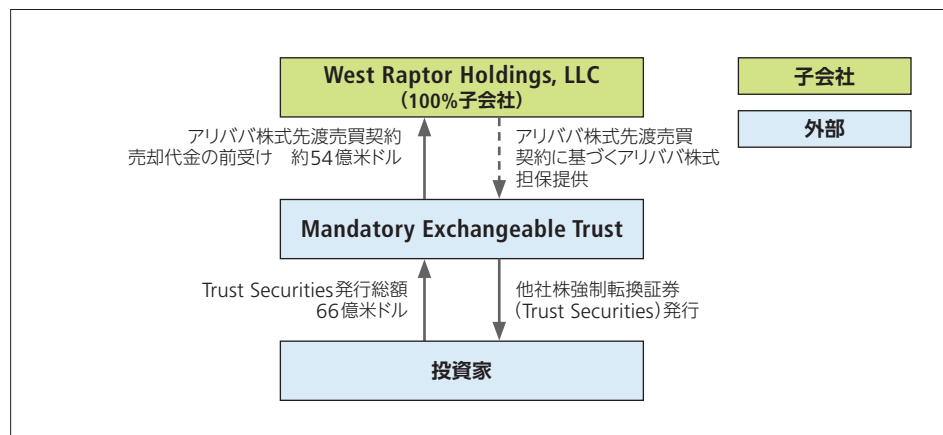 West Raptor Holdings, LLC
（100%子会社）
子会社
外部
アリババ株式先渡売買契約
売却代金の前受け　約54億米ドル
アリババ株式先渡売買
契約に基づくアリババ株式
担保提供
Mandatory Exchangeable Trust
Trust Securities発行総額
66億米ドル
他社株強制転換証券
（Trust Securities）発行
投資家